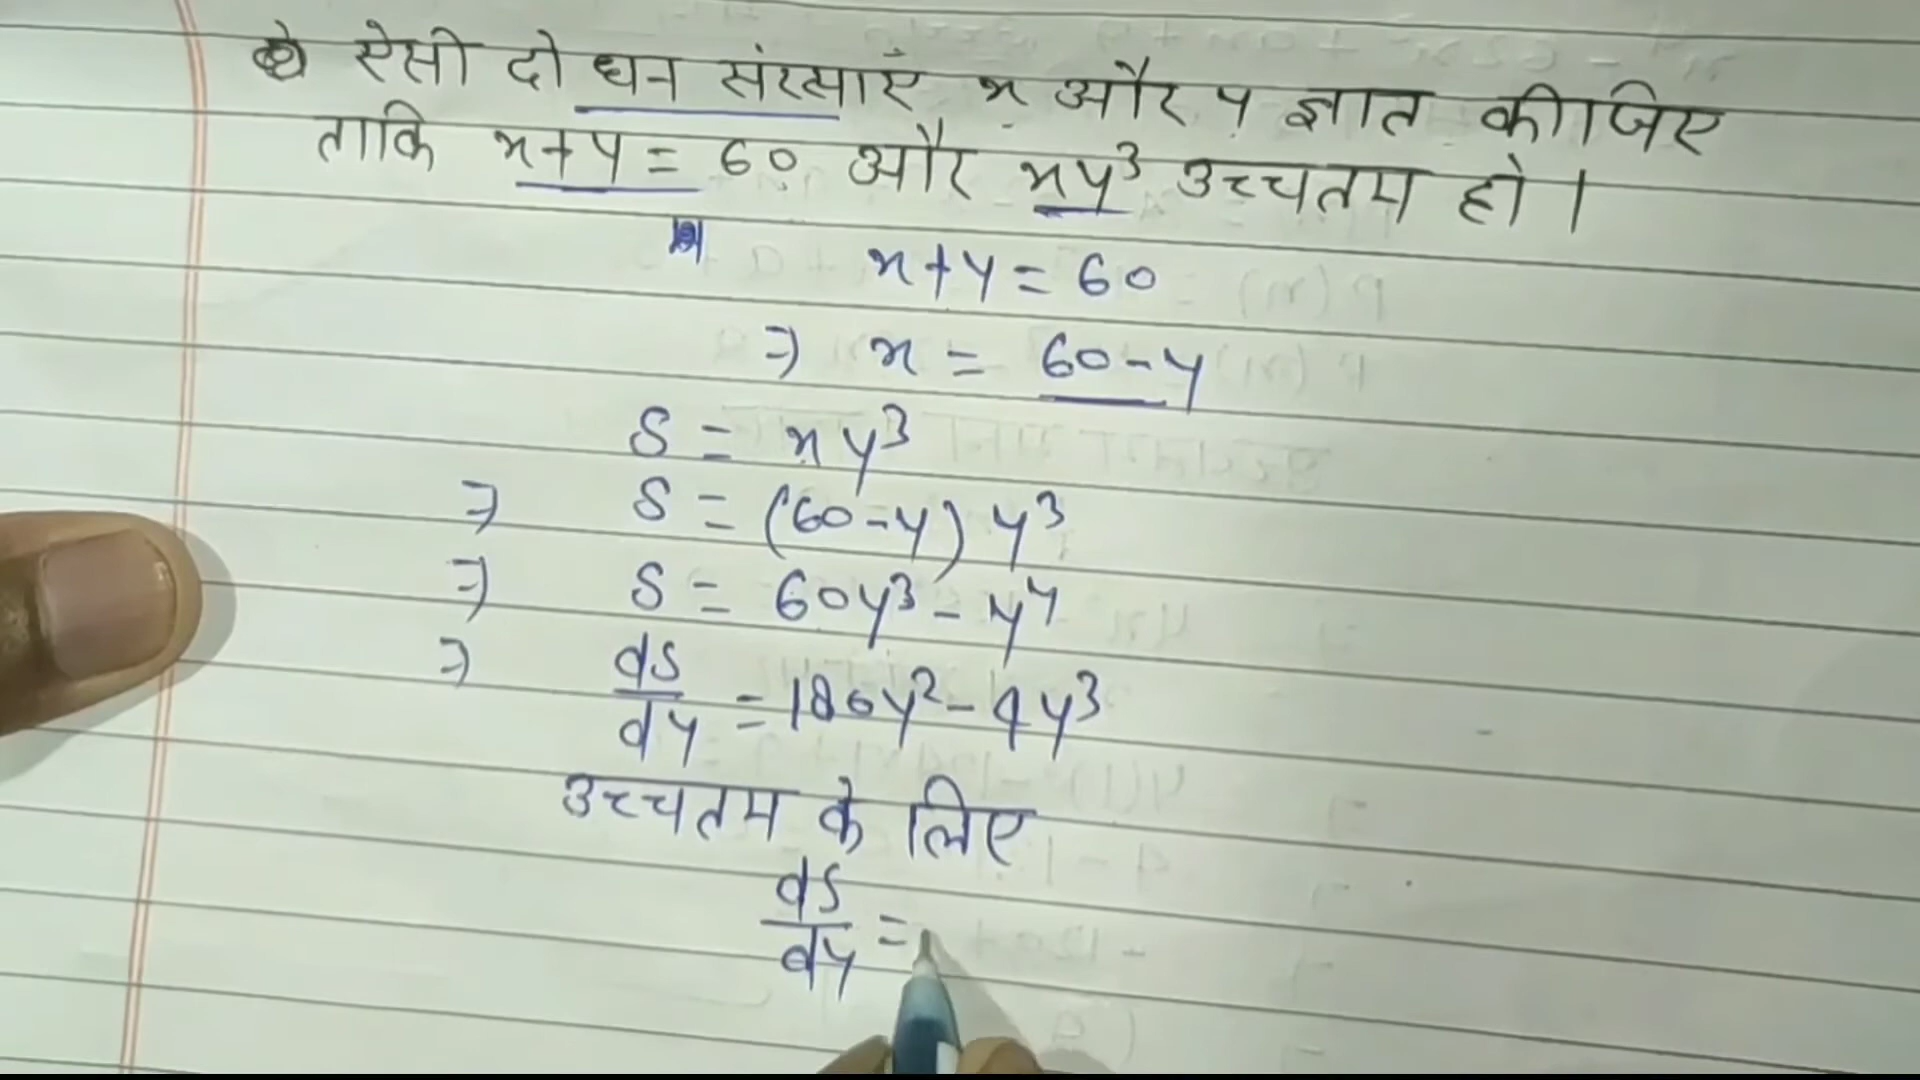 ऐसी दो धन संख्याएं x और y ज्ञात कीजिए
ताकि x+y = 60 और xy³ उच्चतम हो।
x+y = 60
⇒ x = 60-y
S = xy³
⇒ S = (60-y) y³
⇒ S = 60y³ - y⁴
⇒ dS/dy = 180y² - 4y³
उच्चतम के लिए
dS/dy =